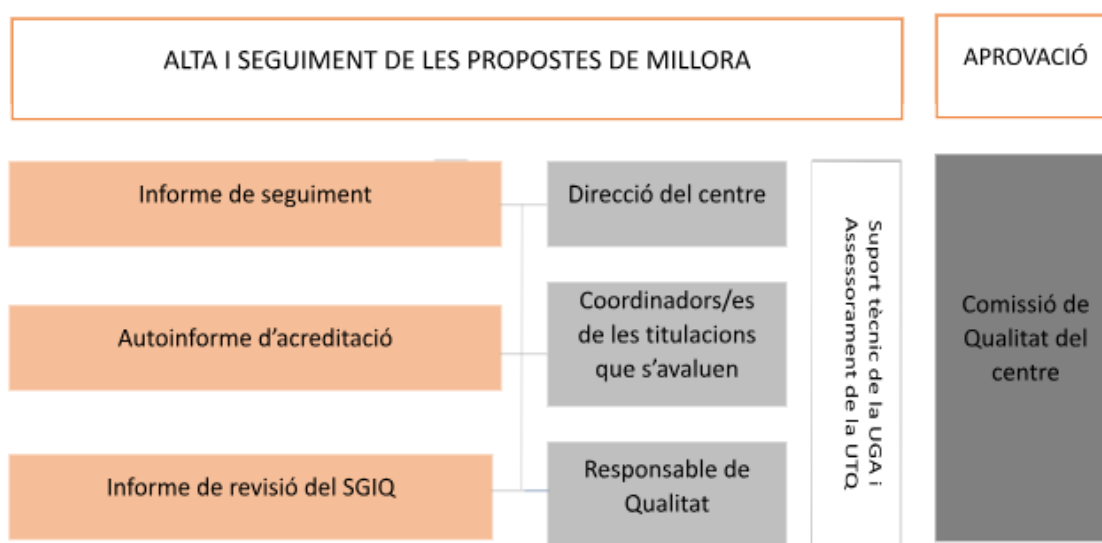 ALTA I SEGUIMENT DE LES PROPOSTES DE MILLORA
APROVACIÓ
Informe de seguiment
Direcció del centre
Autoinforme d’acreditació
Coordinadors/es
de les titulacions
que s’avaluen
Informe de revisió del SGIQ
Responsable de
Qualitat
Suport tècnic de la UGA i
Assessorament de la UTQ
Comissió de
Qualitat del
centre